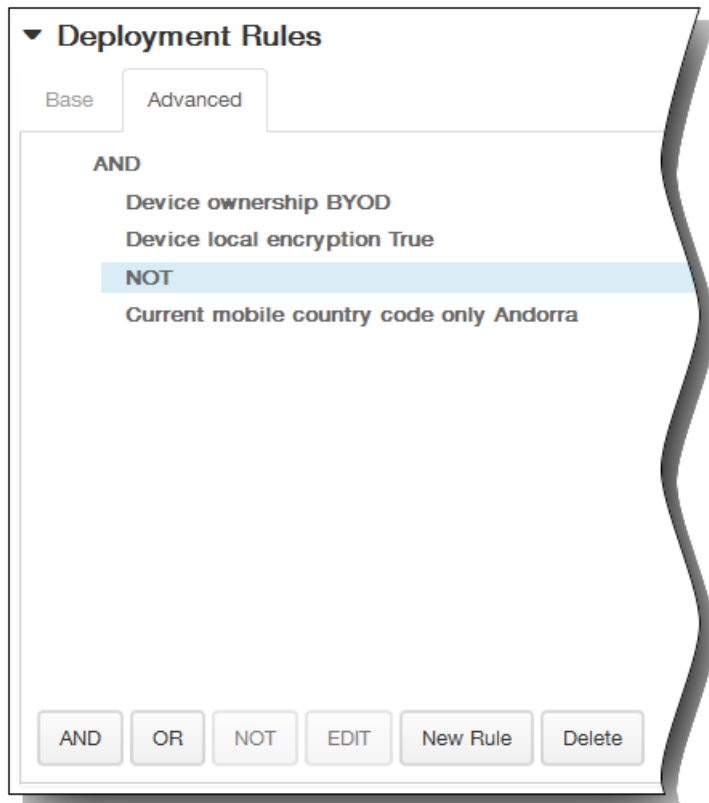 Deployment Rules
Base Advanced
AND
Device ownership BYOD
Device local encryption True
NOT
Current mobile country code only Andorra
AND OR NOT EDIT New Rule Delete